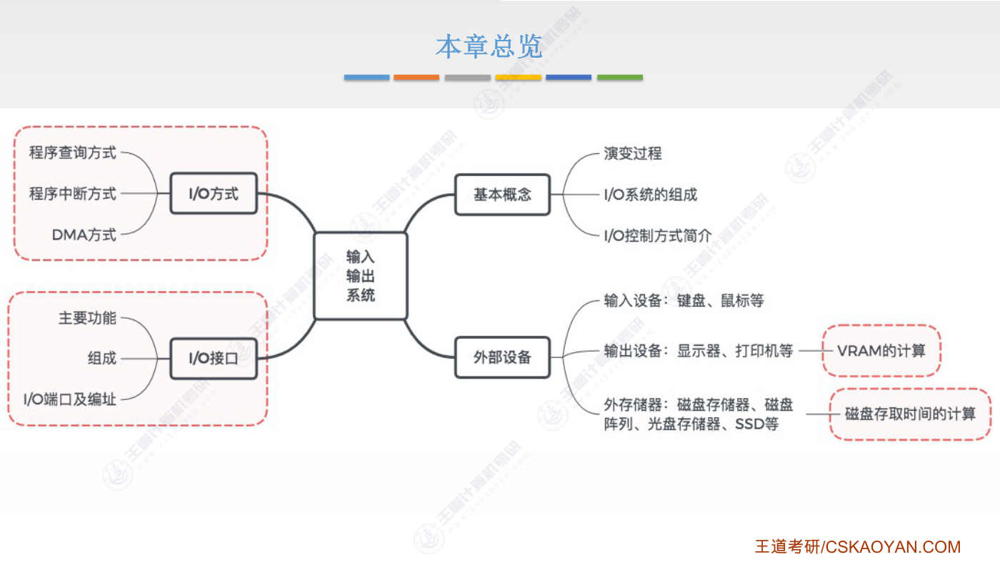 本章总览
程序查询方式
程序中断方式
DMA方式
I/O方式
主要功能
组成
I/O端口及编址
I/O接口
输入
输出
系统
基本概念
演变过程
I/O系统的组成
I/O控制方式简介
外部设备
输入设备：键盘、鼠标等
输出设备：显示器、打印机等
VRAM的计算
外存储器：磁盘存储器、磁盘
阵列、光盘存储器、SSD等
磁盘存取时间的计算
王道计算机考研
王道考研/CSKAOYAN.COM